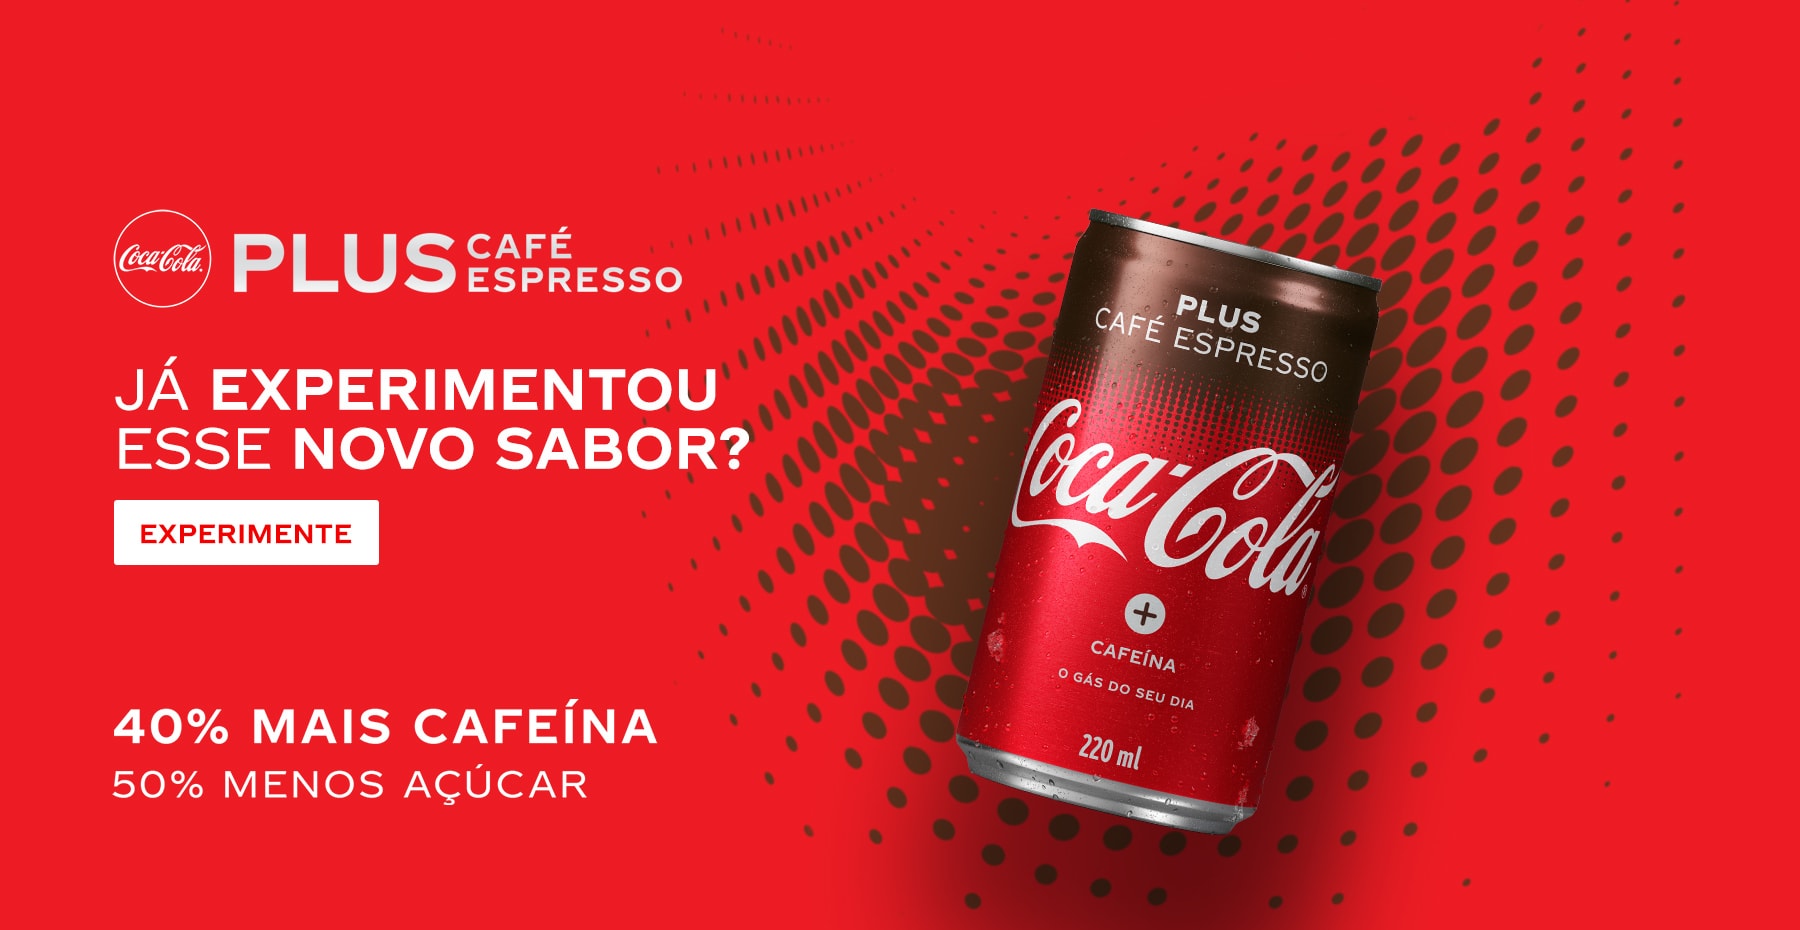 Coca-Cola
PLUS CAFÉ
ESPRESSO
JÁ EXPERIMENTOU
ESSE NOVO SABOR?
EXPERIMENTE
40% MAIS CAFEÍNA
50% MENOS AÇÚCAR
PLUS
CAFÉ ESPRESSO
Coca-Cola
+
CAFEÍNA
O GÁS DO SEU DIA
220 ml